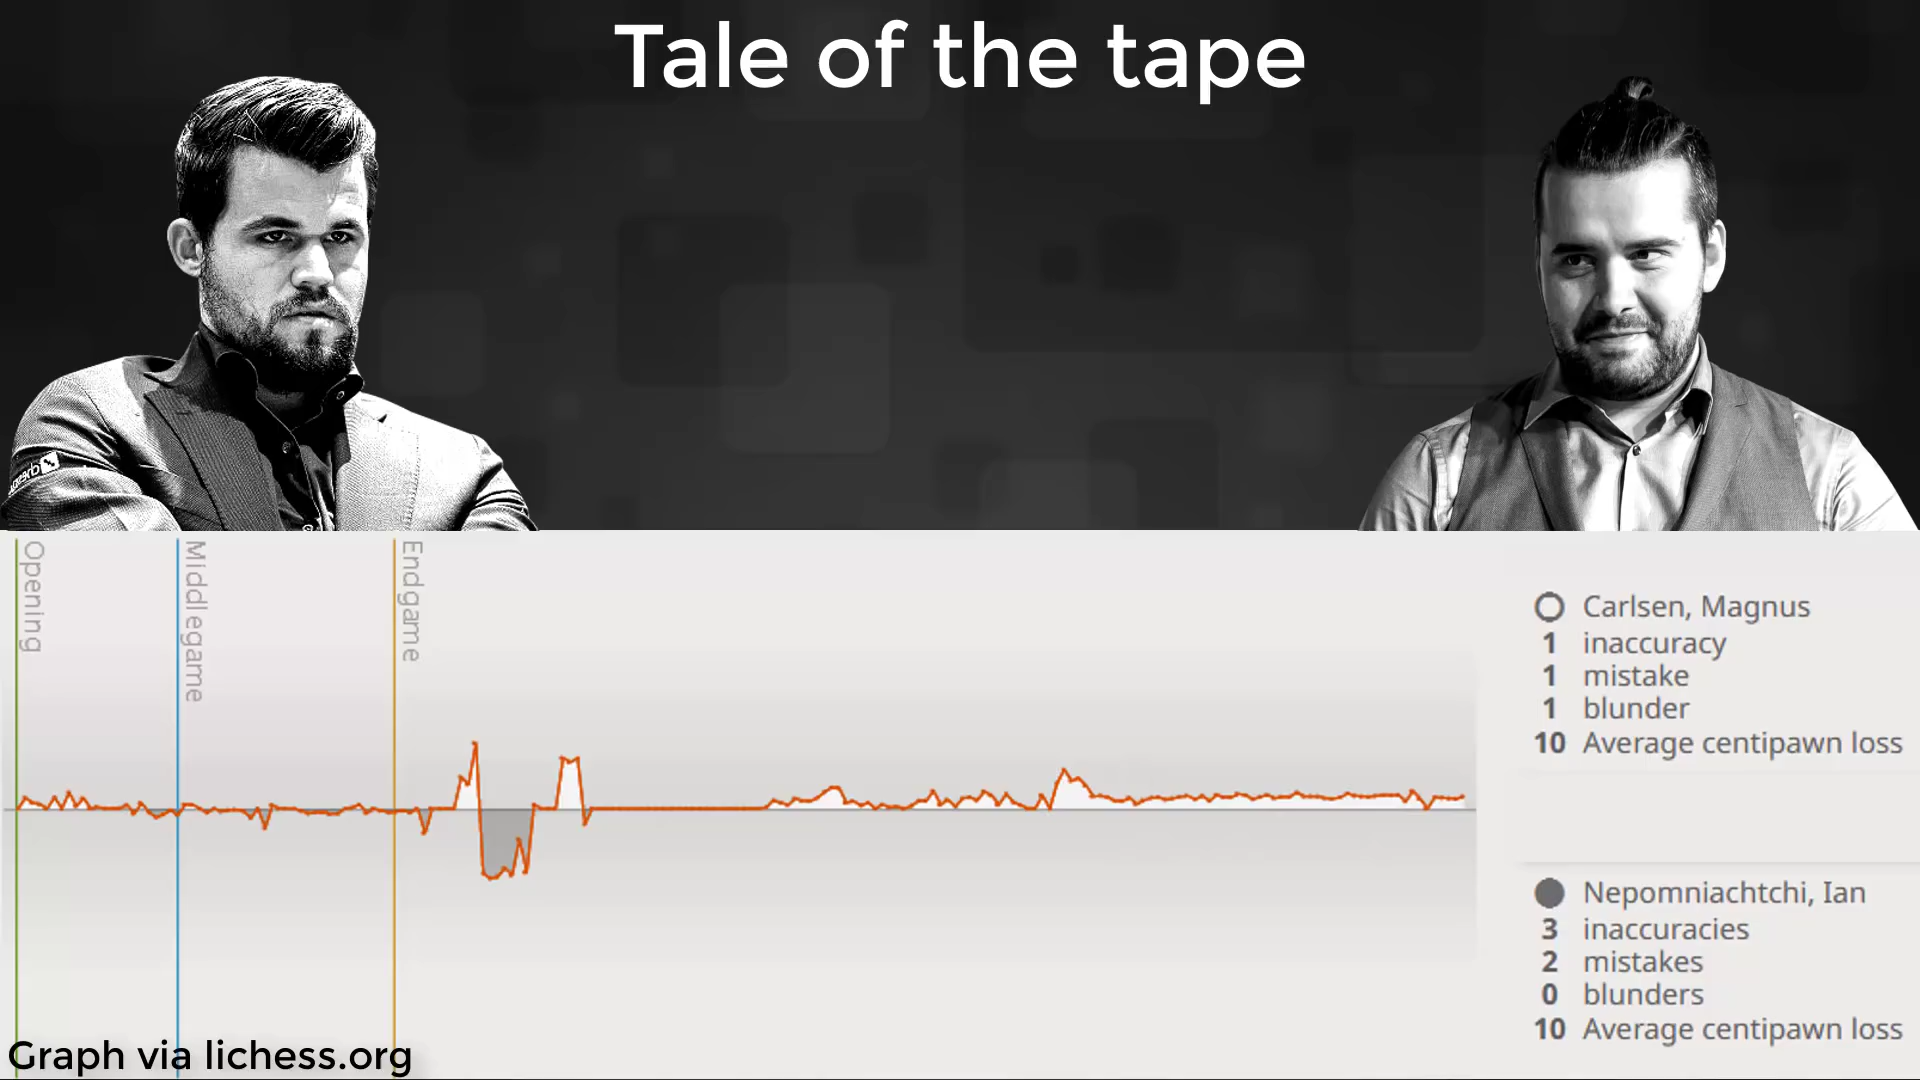 Tale of the tape
Opening
Middlegame
Endgame
Carlsen, Magnus
1 inaccuracy
1 mistake
1 blunder
10 Average centipawn loss
Nepomniachtchi, Ian
3 inaccuracies
2 mistakes
0 blunders
10 Average centipawn loss
Graph via lichess.org